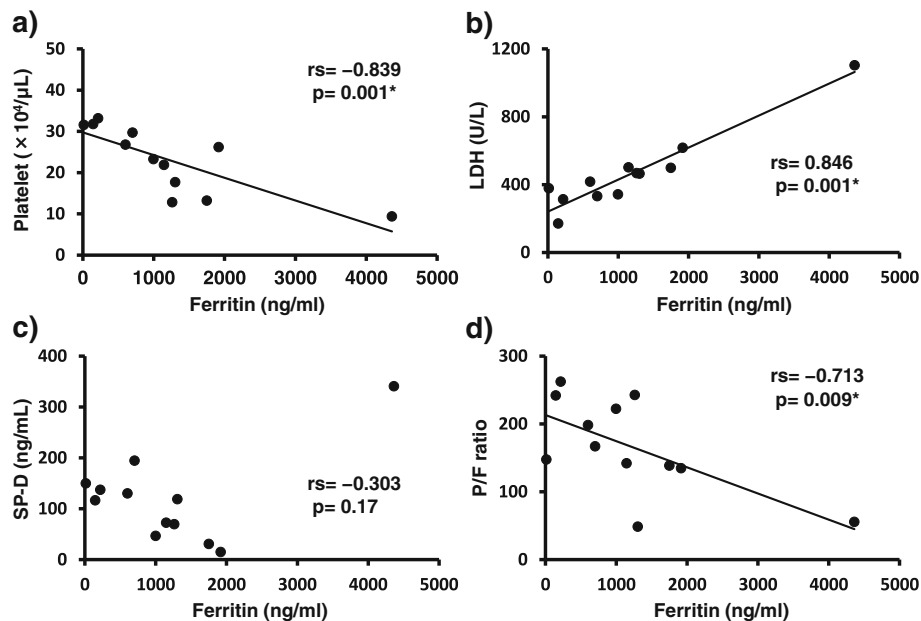 a)
Platelet ( ×10⁴/μL)
50
40
30
20
10
0
rs= −0.839
p= 0.001*
0 1000 2000 3000 4000 5000
Ferritin (ng/ml)
b)
LDH (U/L)
1200
800
400
0
rs= 0.846
p= 0.001*
0 1000 2000 3000 4000 5000
Ferritin (ng/ml)
c)
SP-D (ng/mL)
400
300
200
100
0
rs= −0.303
p= 0.17
0 1000 2000 3000 4000 5000
Ferritin (ng/ml)
d)
P/F ratio
300
200
100
0
rs= −0.713
p= 0.009*
0 1000 2000 3000 4000 5000
Ferritin (ng/ml)